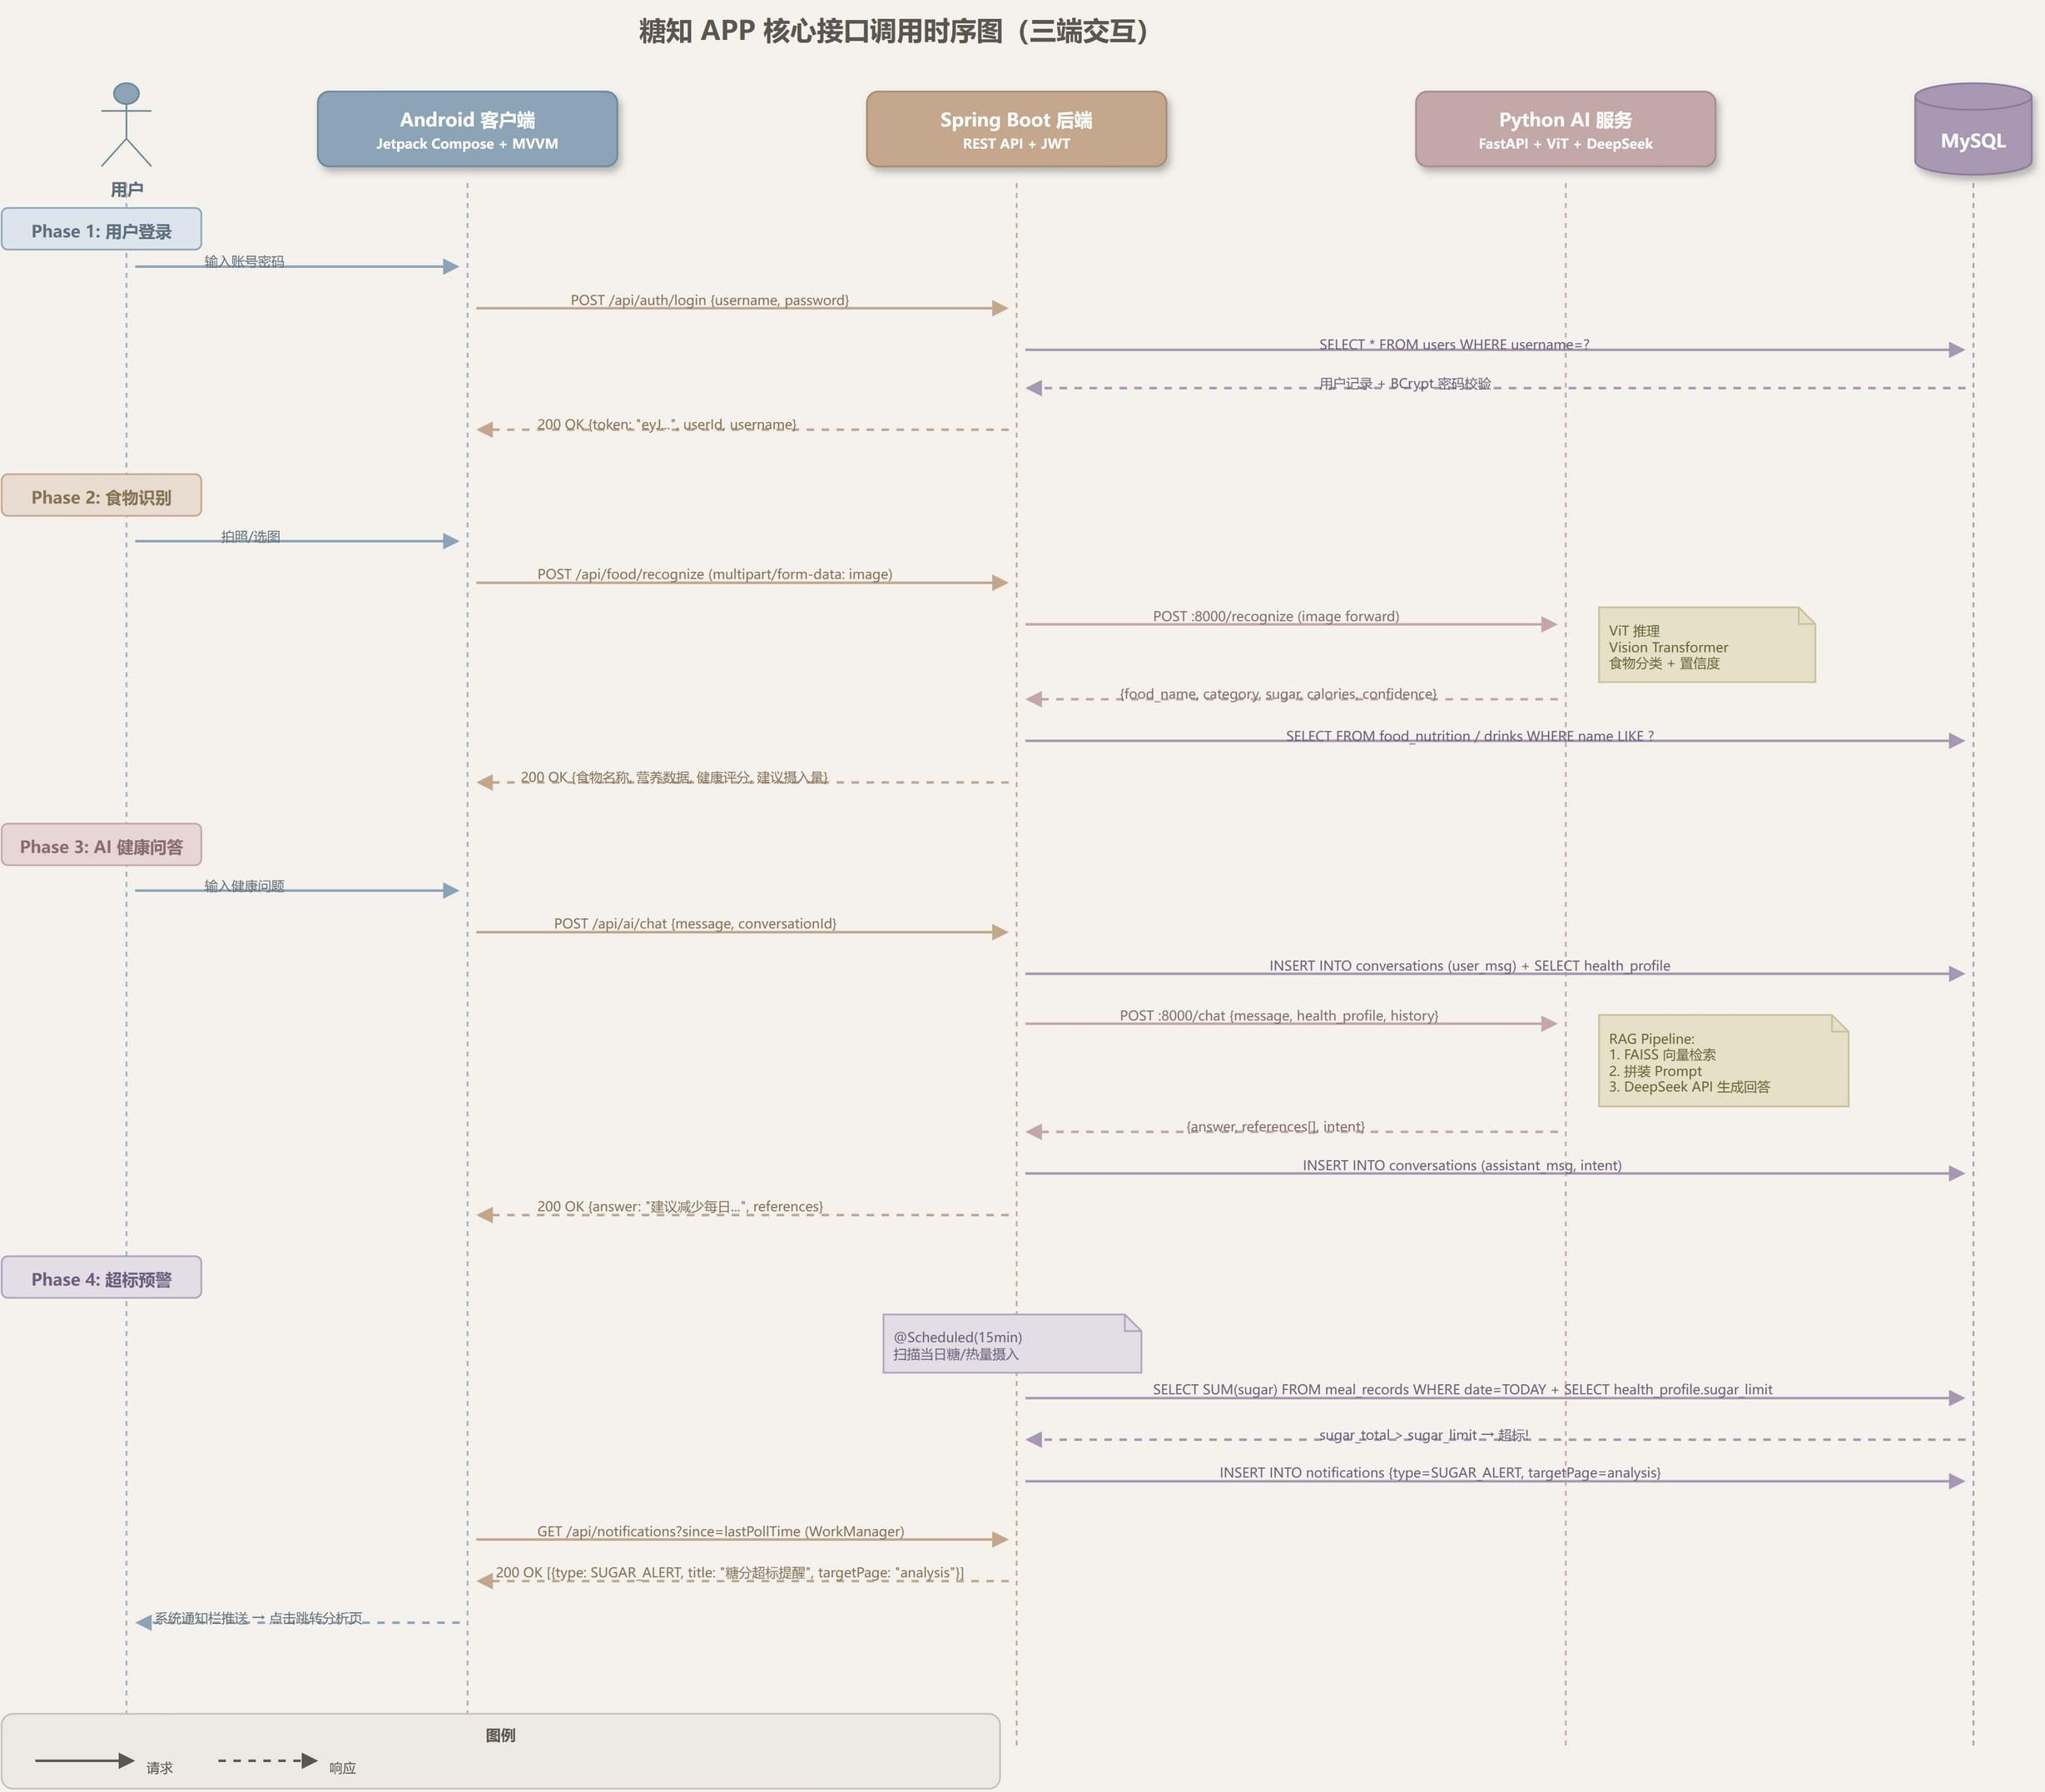 糖知 APP 核心接口调用时序图（三端交互）
用户
Android 客户端
Jetpack Compose + MVVM
Spring Boot 后端
REST API + JWT
Python AI 服务
FastAPI + ViT + DeepSeek
MySQL
Phase 1: 用户登录
输入账号密码
POST /api/auth/login {username, password}
SELECT * FROM users WHERE username=?
用户记录 + BCrypt 密码校验
200 OK {token: "eyJ...", userId, username}
Phase 2: 食物识别
拍照/选图
POST /api/food/recognize (multipart/form-data: image)
POST :8000/recognize (image forward)
ViT 推理
Vision Transformer
食物分类 + 置信度
{food_name, category, sugar, calories, confidence}
SELECT FROM food_nutrition / drinks WHERE name LIKE ?
200 OK {食物名称, 营养数据, 健康评分, 建议摄入量}
Phase 3: AI 健康问答
输入健康问题
POST /api/ai/chat {message, conversationId}
INSERT INTO conversations (user_msg) + SELECT health_profile
POST :8000/chat {message, health_profile, history}
RAG Pipeline:
1. FAISS 向量检索
2. 拼装 Prompt
3. DeepSeek API 生成回答
{answer, references[], intent}
INSERT INTO conversations (assistant_msg, intent)
200 OK {answer: "建议减少每日...", references}
Phase 4: 超标预警
@Scheduled(15min)
扫描当日糖/热量摄入
SELECT SUM(sugar) FROM meal_records WHERE date=TODAY + SELECT health_profile.sugar_limit
sugar_total > sugar_limit → 超标!
INSERT INTO notifications {type=SUGAR_ALERT, targetPage=analysis}
GET /api/notifications?since=lastPollTime (WorkManager)
200 OK [{type: SUGAR_ALERT, title: "糖分超标提醒", targetPage: "analysis"}]
系统通知栏推送 → 点击跳转分析页
图例
请求
响应